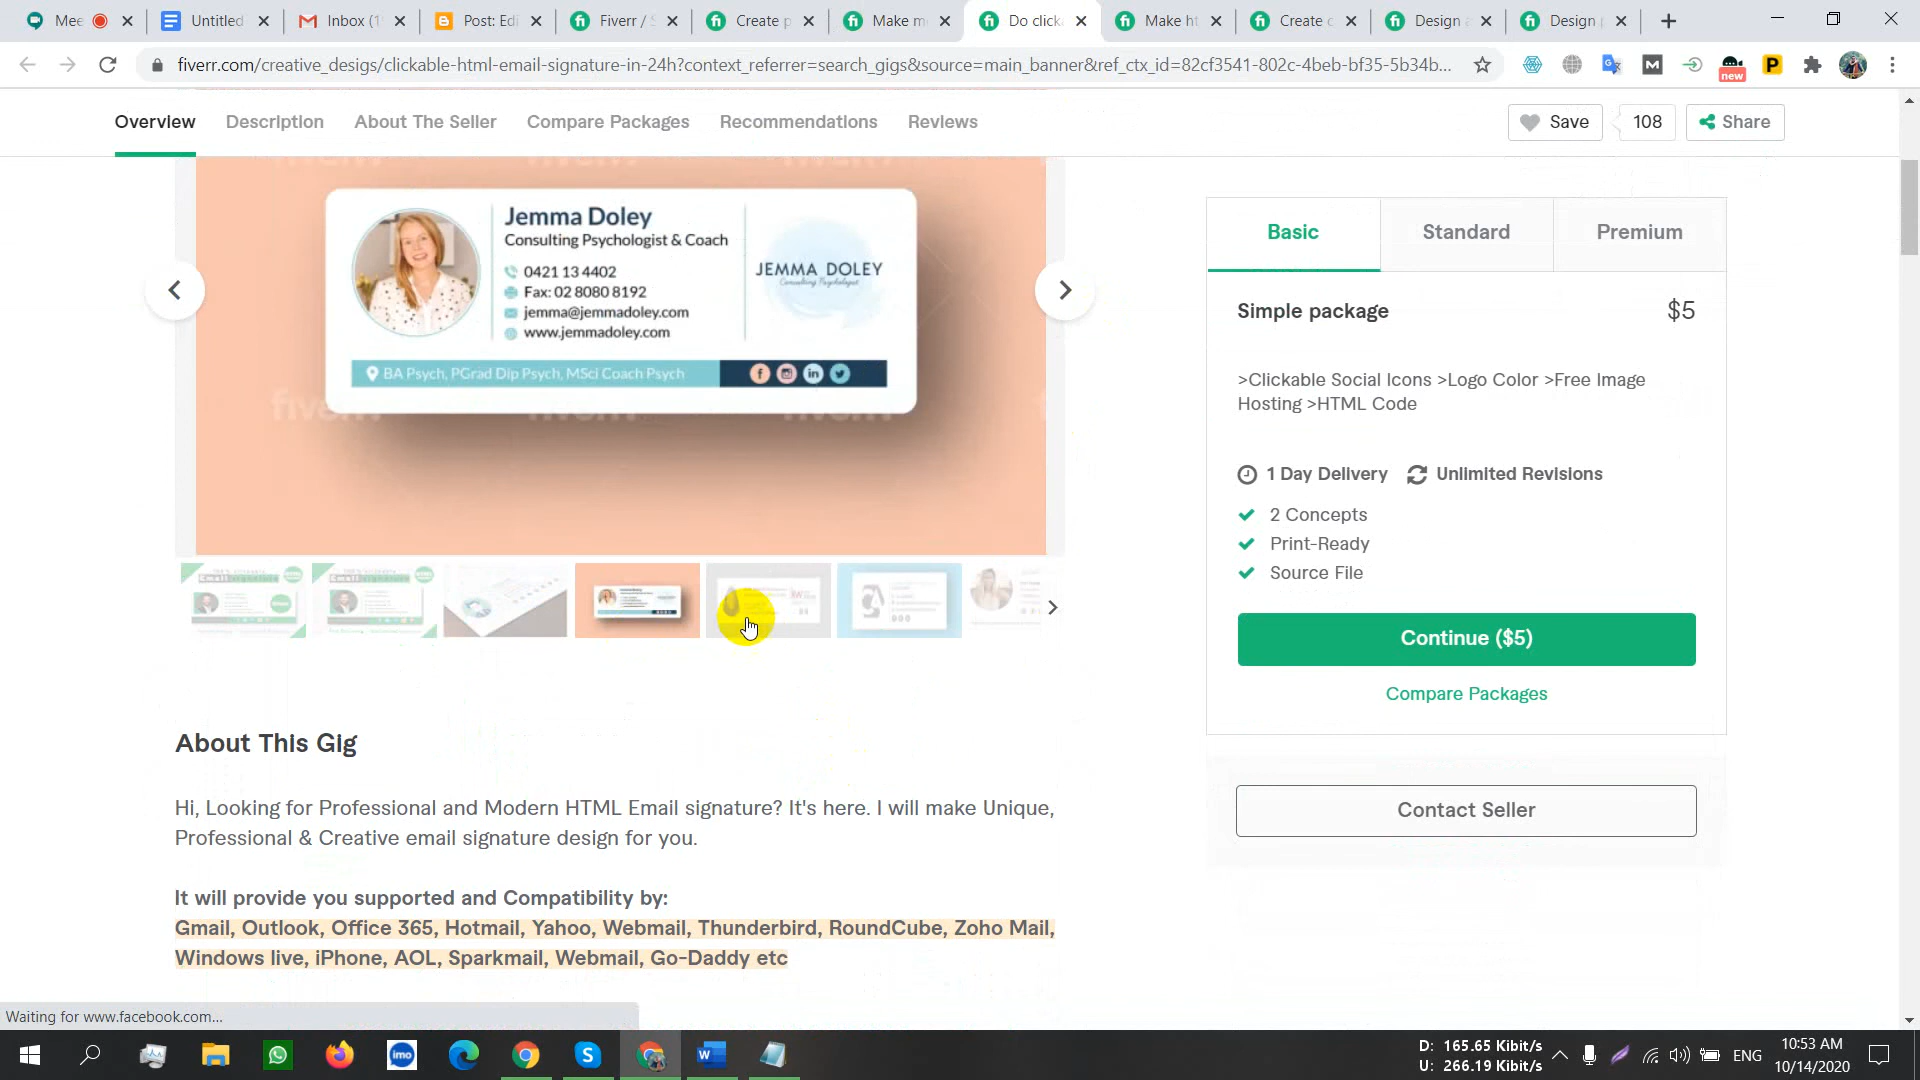 Mee
Untitled
Inbox (1
Post: Edi
Fiverr / S
Create p
Make m
Do click
Make ht
Create c
Design a
Design
fiverr.com/creative_desigs/clickable-html-email-signature-in-24h?context_referrer=search_gigs&source=main_banner&ref_ctx_id=82cf3541-802c-4beb-bf35-5b34b...
new
Overview
Description
About The Seller
Compare Packages
Recommendations
Reviews
Save
108
Share
Jemma Doley
Consulting Psychologist & Coach
0421 13 4402
Fax: 02 8080 8192
jemma@jemmadoley.com
www.jemmadoley.com
JEMMA DOLEY
Consulting Psychologist
BA Psych, PGrad Dip Psych, MSci Coach Psych
Basic
Standard
Premium
Simple package
$5
>Clickable Social Icons >Logo Color >Free Image
Hosting >HTML Code
1 Day Delivery
Unlimited Revisions
2 Concepts
Print-Ready
Source File
Continue ($5)
Compare Packages
Contact Seller
About This Gig
Hi, Looking for Professional and Modern HTML Email signature? It's here. I will make Unique,
Professional & Creative email signature design for you.
It will provide you supported and Compatibility by:
Gmail, Outlook, Office 365, Hotmail, Yahoo, Webmail, Thunderbird, RoundCube, Zoho Mail,
Windows live, iPhone, AOL, Sparkmail, Webmail, Go-Daddy etc
Waiting for www.facebook.com...
imo
D: 165.65 Kibit/s
U: 266.19 Kibit/s
ENG
10:53 AM
10/14/2020